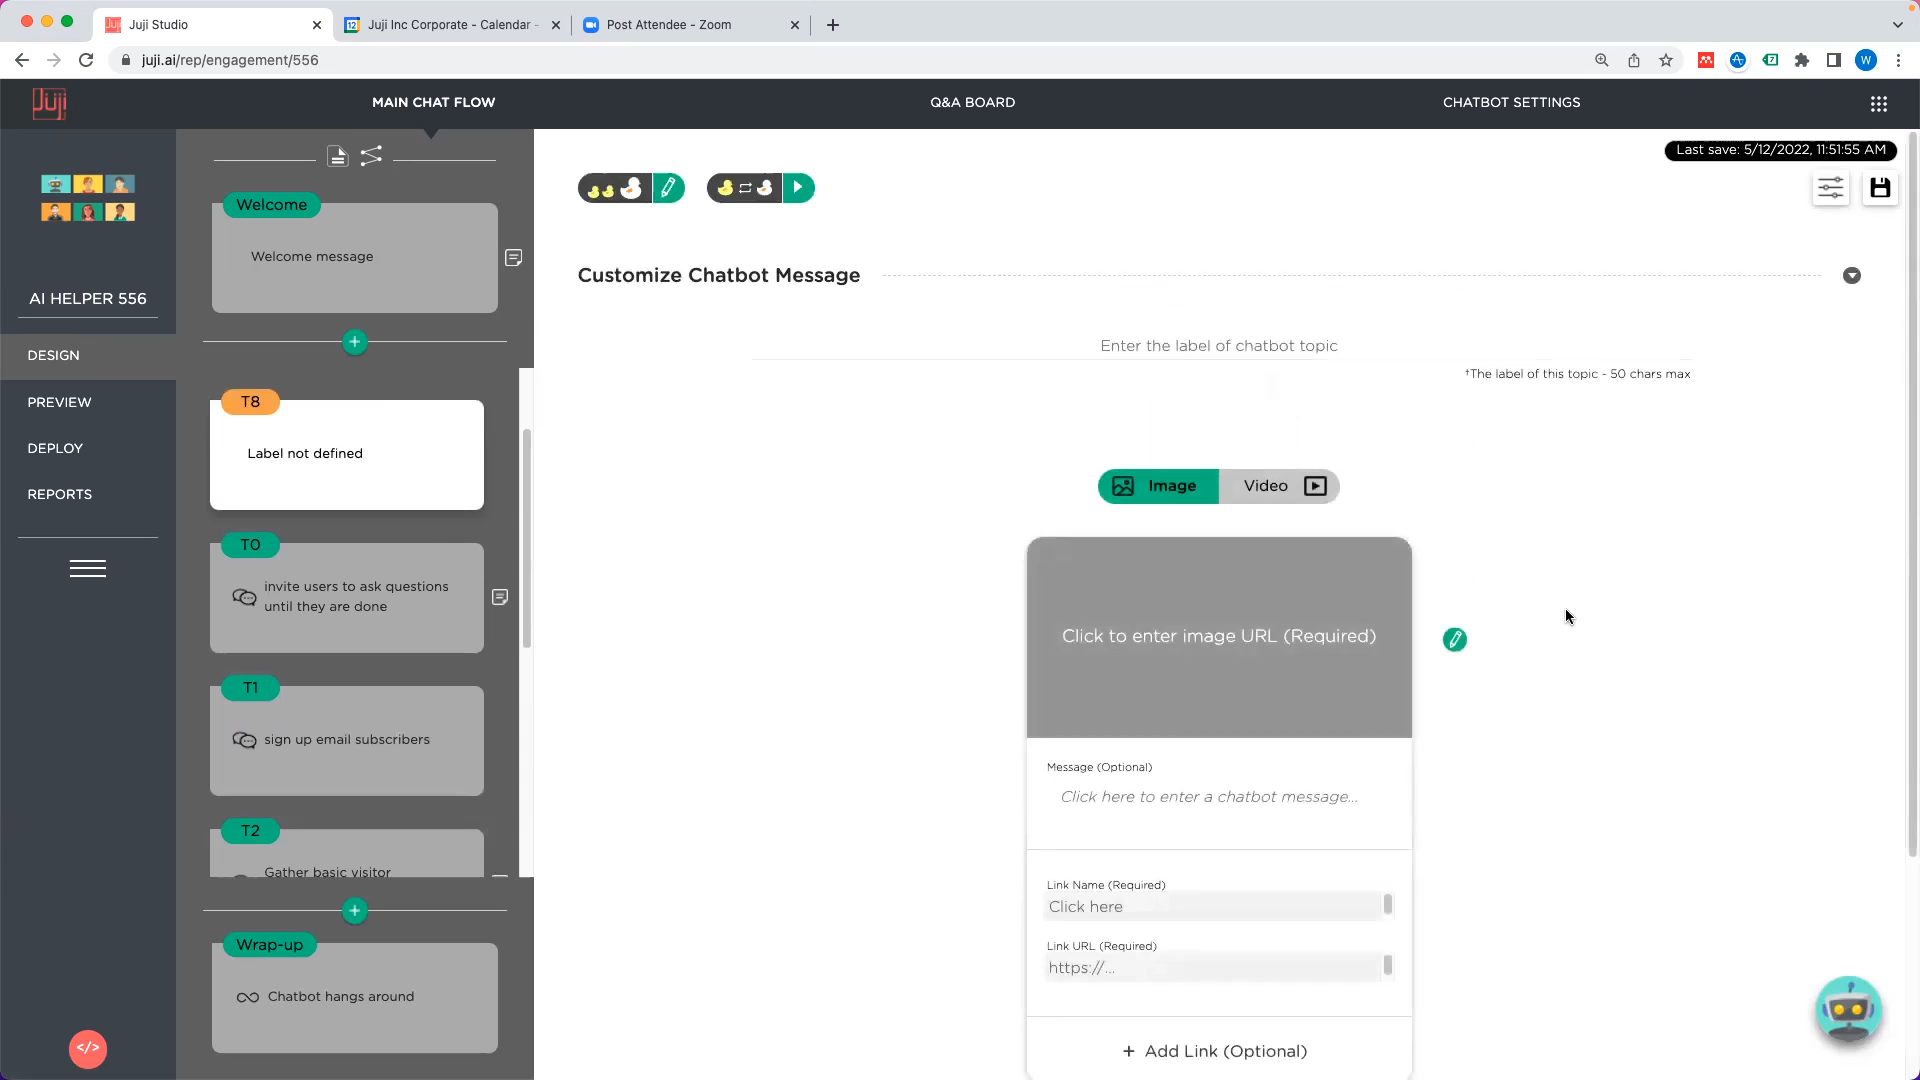 Juji Studio
Juji Inc Corporate - Calendar -
Post Attendee - Zoom
juji.ai/rep/engagement/556
W
Juji
MAIN CHAT FLOW
Q&A BOARD
CHATBOT SETTINGS
Last save: 5/12/2022, 11:51:55 AM
AI HELPER 556
DESIGN
PREVIEW
DEPLOY
REPORTS
</>
Welcome
Welcome message
+
T8
Label not defined
T0
invite users to ask questions
until they are done
T1
sign up email subscribers
T2
Gather basic visitor
+
Wrap-up
Chatbot hangs around
Customize Chatbot Message
Enter the label of chatbot topic
†The label of this topic - 50 chars max
Image
Video
Click to enter image URL (Required)
Message (Optional)
Click here to enter a chatbot message...
Link Name (Required)
Click here
Link URL (Required)
https://...
+ Add Link (Optional)